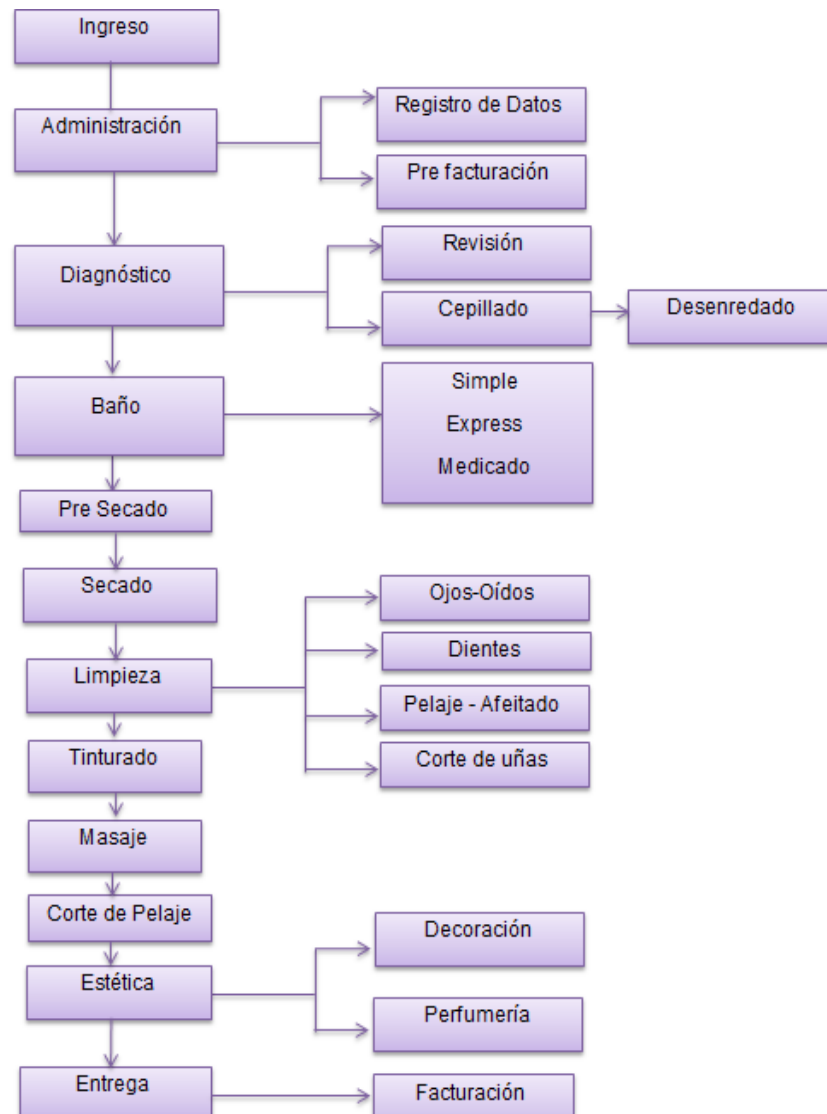 Ingreso
Administración
Registro de Datos
Pre facturación
Diagnóstico
Revisión
Cepillado
Desenredado
Baño
Simple
Express
Medicado
Pre Secado
Secado
Limpieza
Ojos-Oídos
Dientes
Pelaje - Afeitado
Corte de uñas
Tinturado
Masaje
Corte de Pelaje
Estética
Decoración
Perfumería
Entrega
Facturación